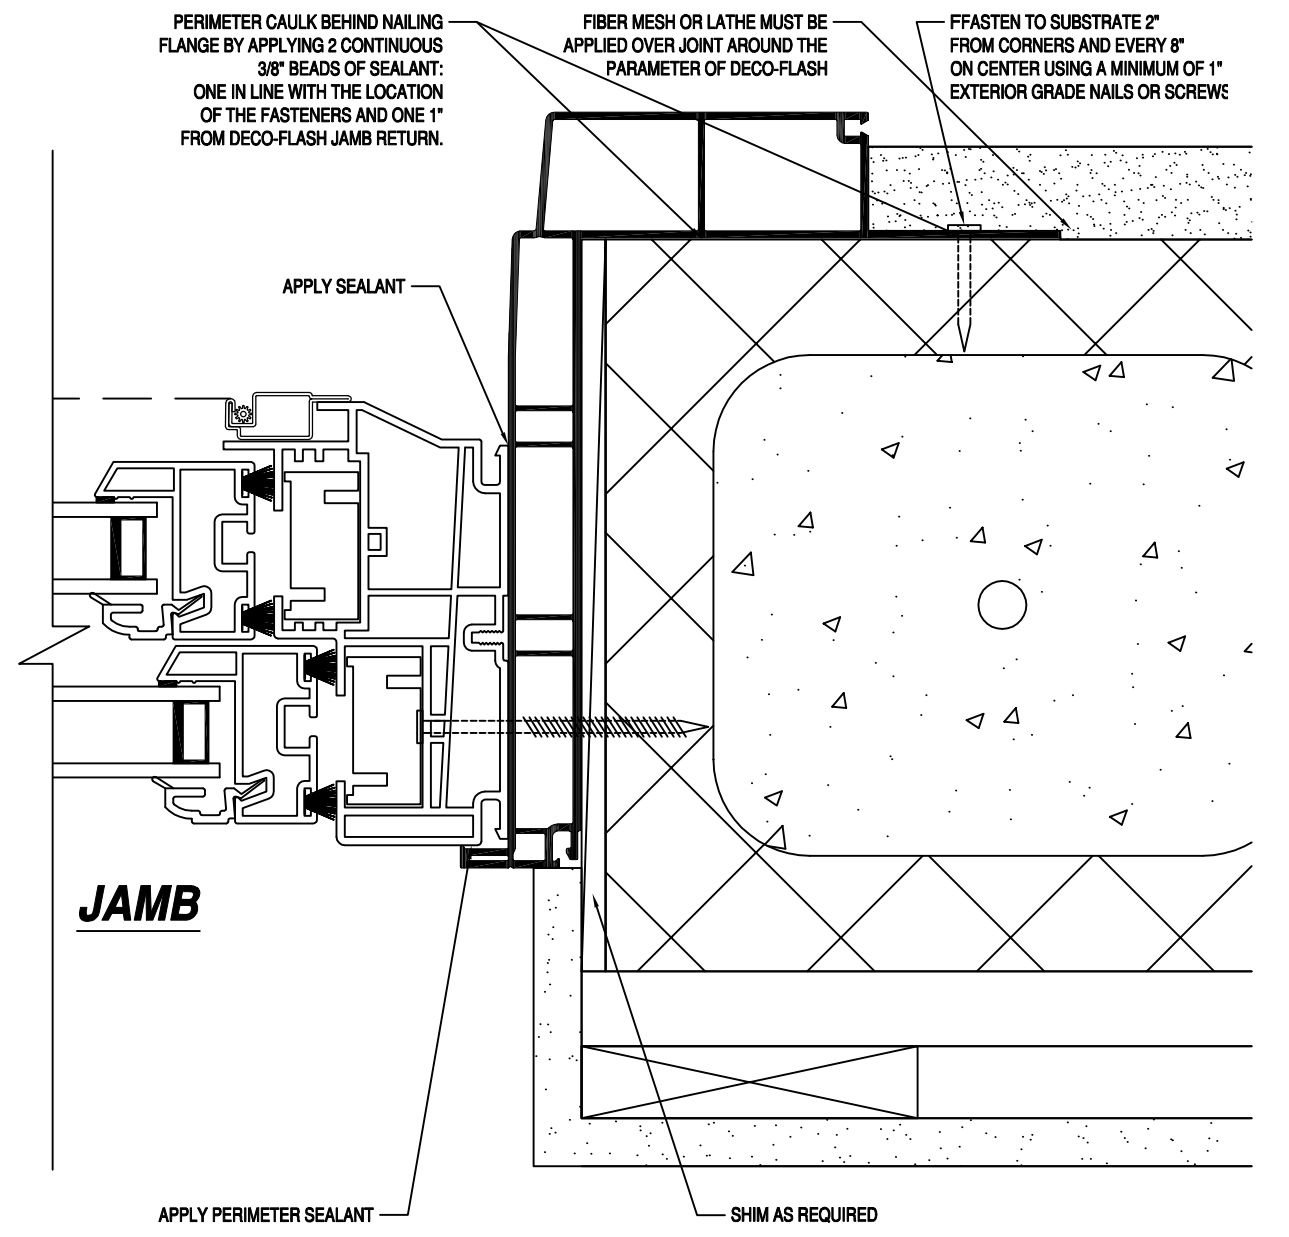 PERIMETER CAULK BEHIND NAILING
FLANGE BY APPLYING 2 CONTINUOUS
3/8" BEADS OF SEALANT:
ONE IN LINE WITH THE LOCATION
OF THE FASTENERS AND ONE 1"
FROM DECO-FLASH JAMB RETURN.
FIBER MESH OR LATHE MUST BE
APPLIED OVER JOINT AROUND THE
PARAMETER OF DECO-FLASH
FFASTEN TO SUBSTRATE 2"
FROM CORNERS AND EVERY 8"
ON CENTER USING A MINIMUM OF 1"
EXTERIOR GRADE NAILS OR SCREWS
APPLY SEALANT
JAMB
APPLY PERIMETER SEALANT
SHIM AS REQUIRED